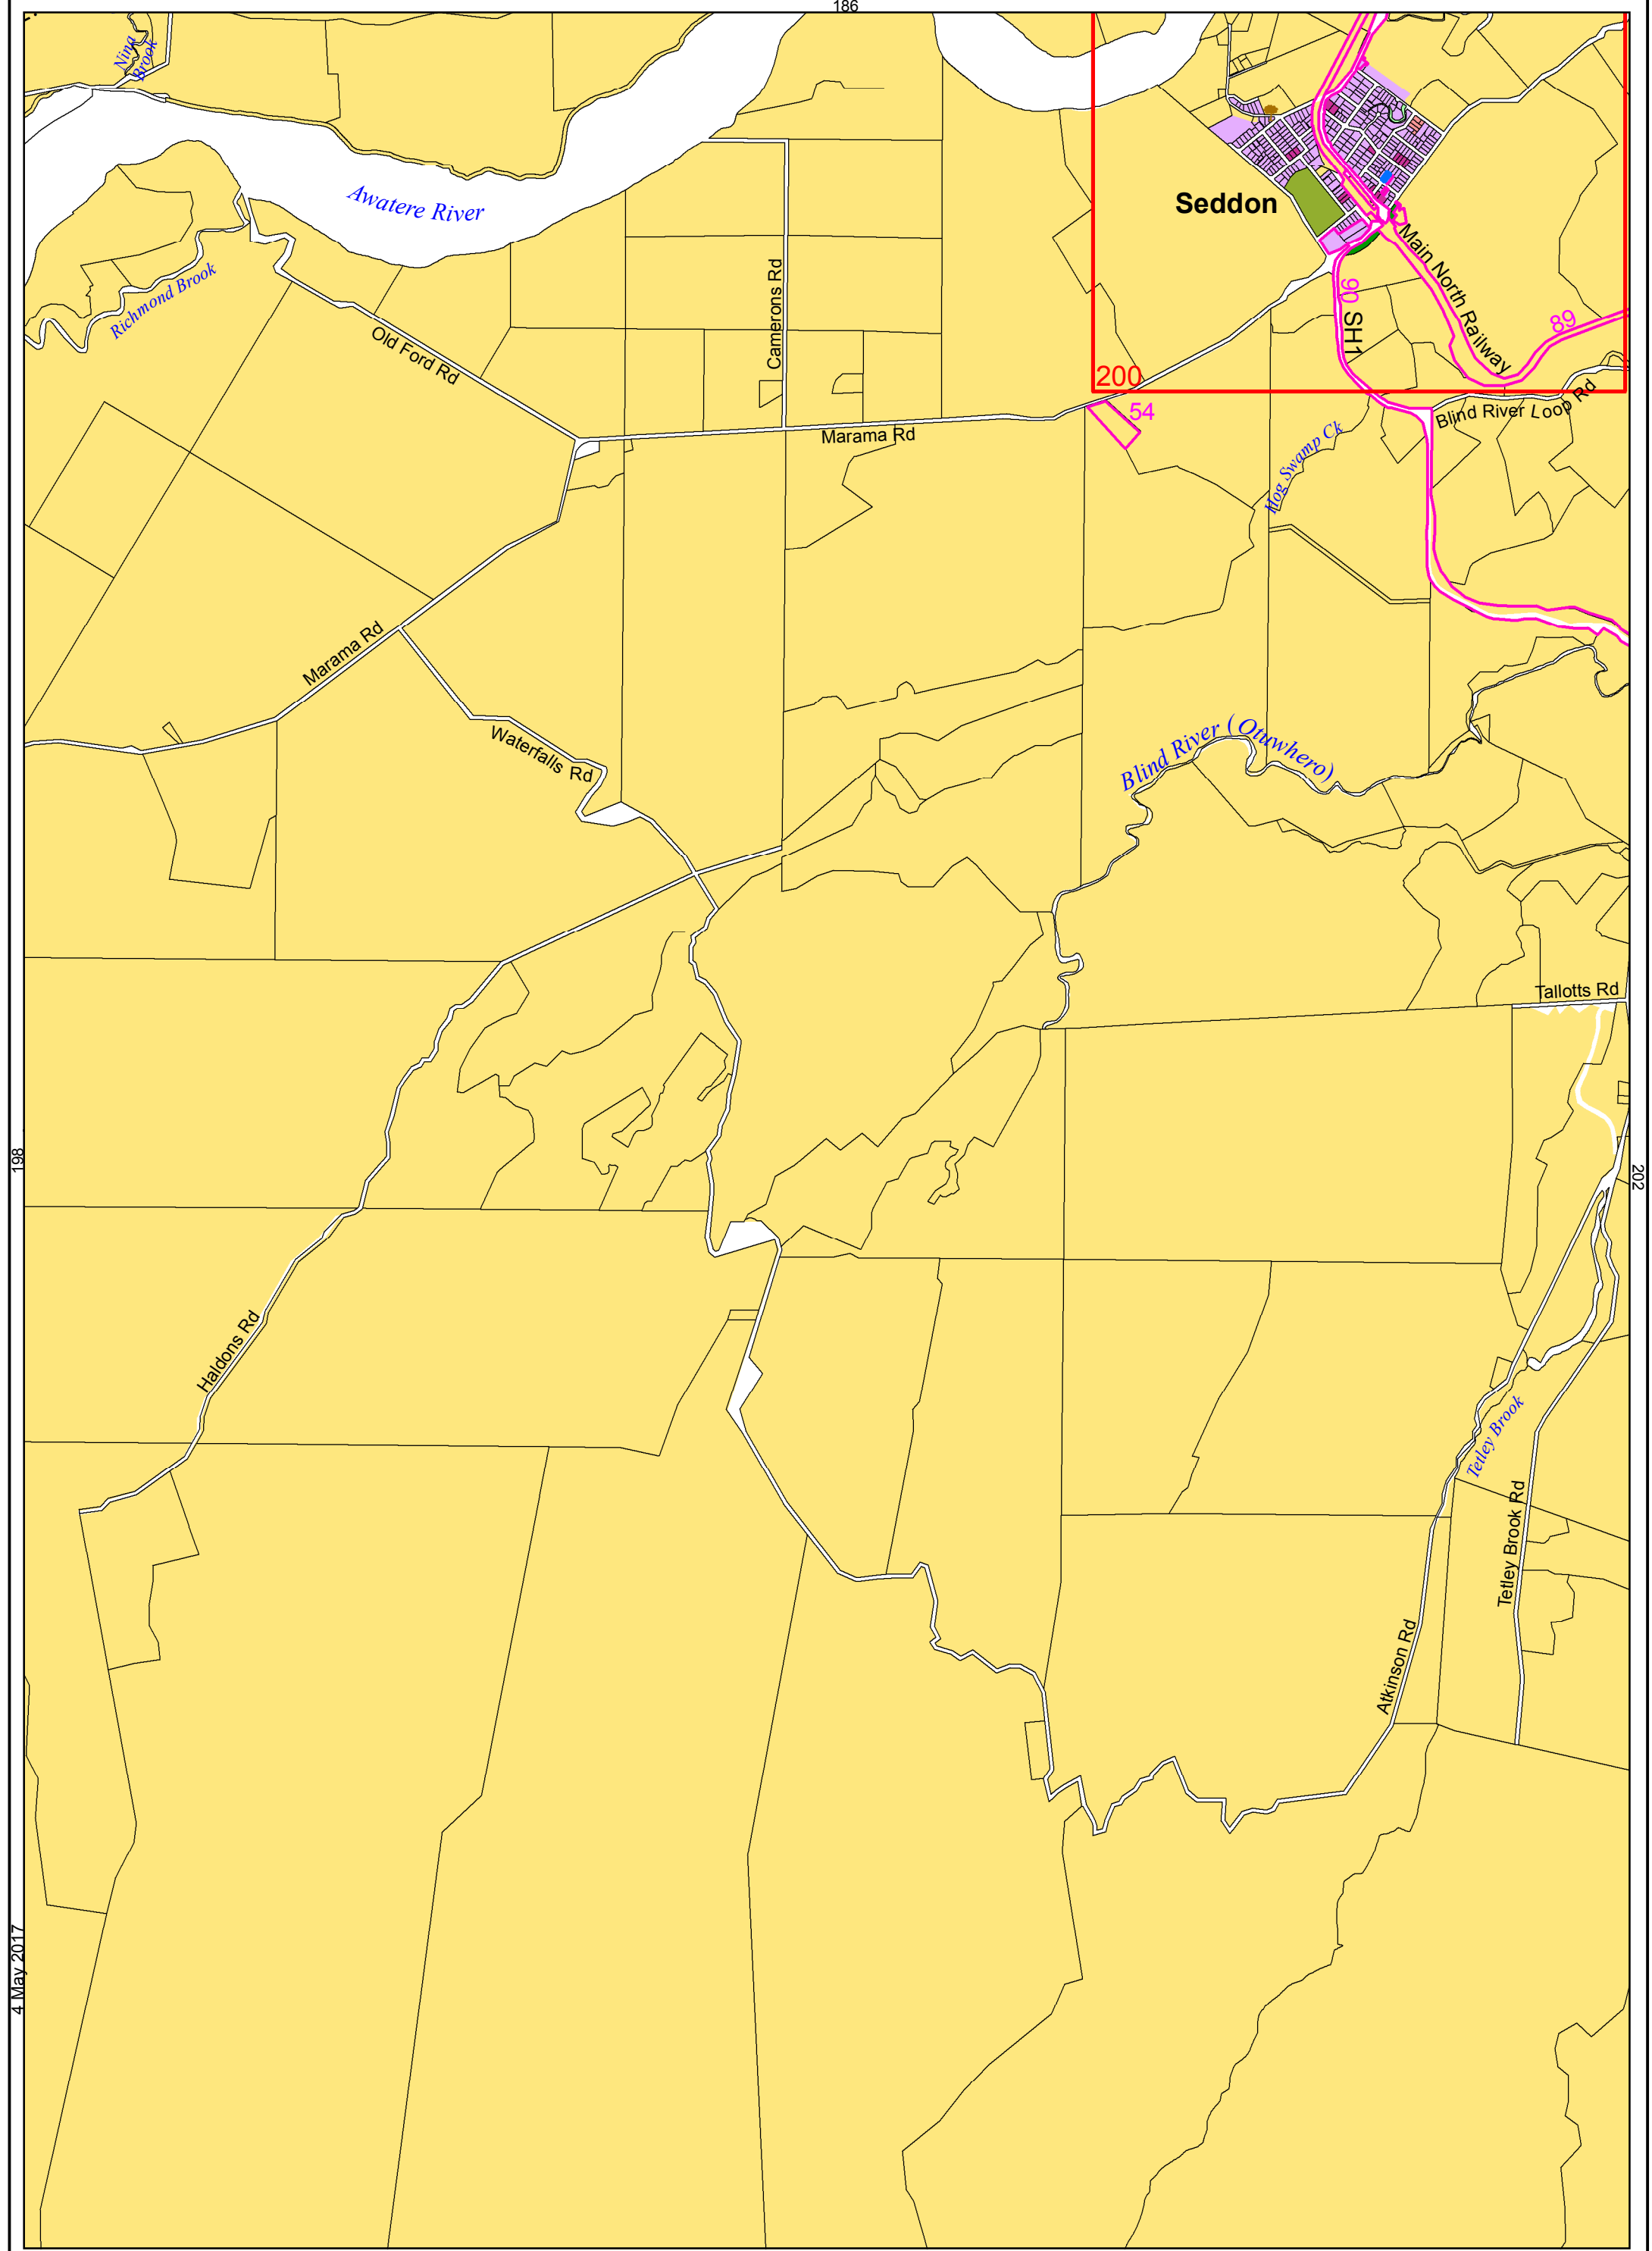 186
Nina
Brook
Awatere River
Seddon
Richmond Brook
Old Ford Rd
Camerons Rd
Main North Railway
90
SH1
89
200
54
Marama Rd
Blind River Loop Rd
Hog Swamp Ck
Marama Rd
Waterfalls Rd
Blind River (Otuwhero)
Tallotts Rd
198
202
Haldons Rd
Tetley Brook
Tetley Brook Rd
Atkinson Rd
4 May 2017